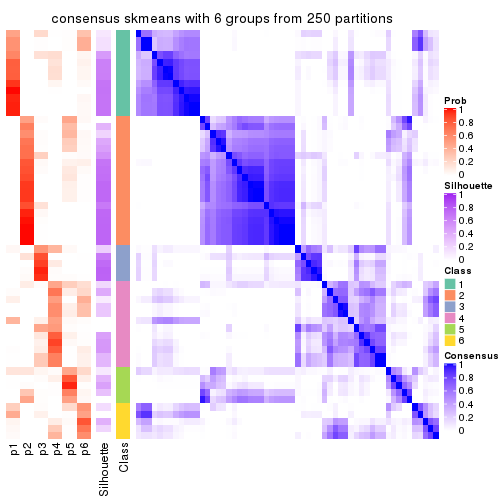 consensus skmeans with 6 groups from 250 partitions
Prob
1
0.8
0.6
0.4
0.2
0
Silhouette
1
0.8
0.6
0.4
0.2
0
Class
1
2
3
4
5
6
Consensus
1
0.8
0.6
0.4
0.2
0
p1
p2
p3
p4
p5
p6
Silhouette
Class